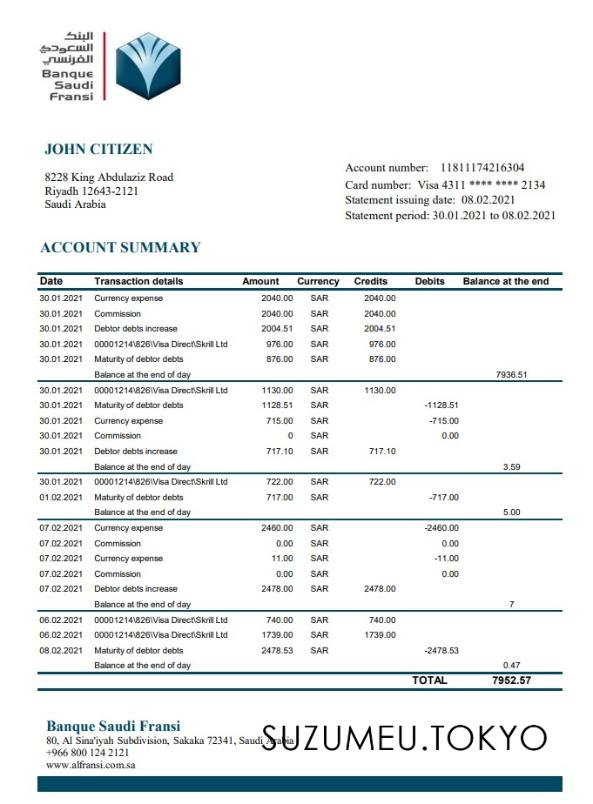 البنك
السعودي
الفرنسي
Banque
Saudi
Fransi
JOHN CITIZEN
8228 King Abdulaziz Road
Riyadh 12643-2121
Saudi Arabia
Account number: 11811174216304
Card number: Visa 4311 **** **** 2134
Statement issuing date: 08.02.2021
Statement period: 30.01.2021 to 08.02.2021
ACCOUNT SUMMARY
Date Transaction details Amount Currency Credits Debits Balance at the end
30.01.2021 Currency expense 2040.00 SAR 2040.00
30.01.2021 Commission 2040.00 SAR 2040.00
30.01.2021 Debtor debts increase 2004.51 SAR 2004.51
30.01.2021 00001214\826\Visa Direct\Skrill Ltd 976.00 SAR 976.00
30.01.2021 Maturity of debtor debts 876.00 SAR 876.00
Balance at the end of day 7936.51
30.01.2021 00001214\826\Visa Direct\Skrill Ltd 1130.00 SAR 1130.00
30.01.2021 Maturity of debtor debts 1128.51 SAR -1128.51
30.01.2021 Currency expense 715.00 SAR -715.00
30.01.2021 Commission 0 SAR 0.00
30.01.2021 Debtor debts increase 717.10 SAR 717.10
Balance at the end of day 3.59
30.01.2021 00001214\826\Visa Direct\Skrill Ltd 722.00 SAR 722.00
01.02.2021 Maturity of debtor debts 717.00 SAR -717.00
Balance at the end of day 5.00
07.02.2021 Currency expense 2460.00 SAR -2460.00
07.02.2021 Commission 0.00 SAR 0.00
07.02.2021 Currency expense 11.00 SAR -11.00
07.02.2021 Commission 0.00 SAR 0.00
07.02.2021 Debtor debts increase 2478.00 SAR 2478.00
Balance at the end of day 7
06.02.2021 00001214\826\Visa Direct\Skrill Ltd 740.00 SAR 740.00
06.02.2021 00001214\826\Visa Direct\Skrill Ltd 1739.00 SAR 1739.00
08.02.2021 Maturity of debtor debts 2478.53 SAR -2478.53
Balance at the end of day 0.47
TOTAL 7952.57
Banque Saudi Fransi
80, Al Sina'iyah Subdivision, Sakaka 72341, Saudi Arabia
+966 800 124 2121
www.alfransi.com.sa
SUZUMEU.TOKYO